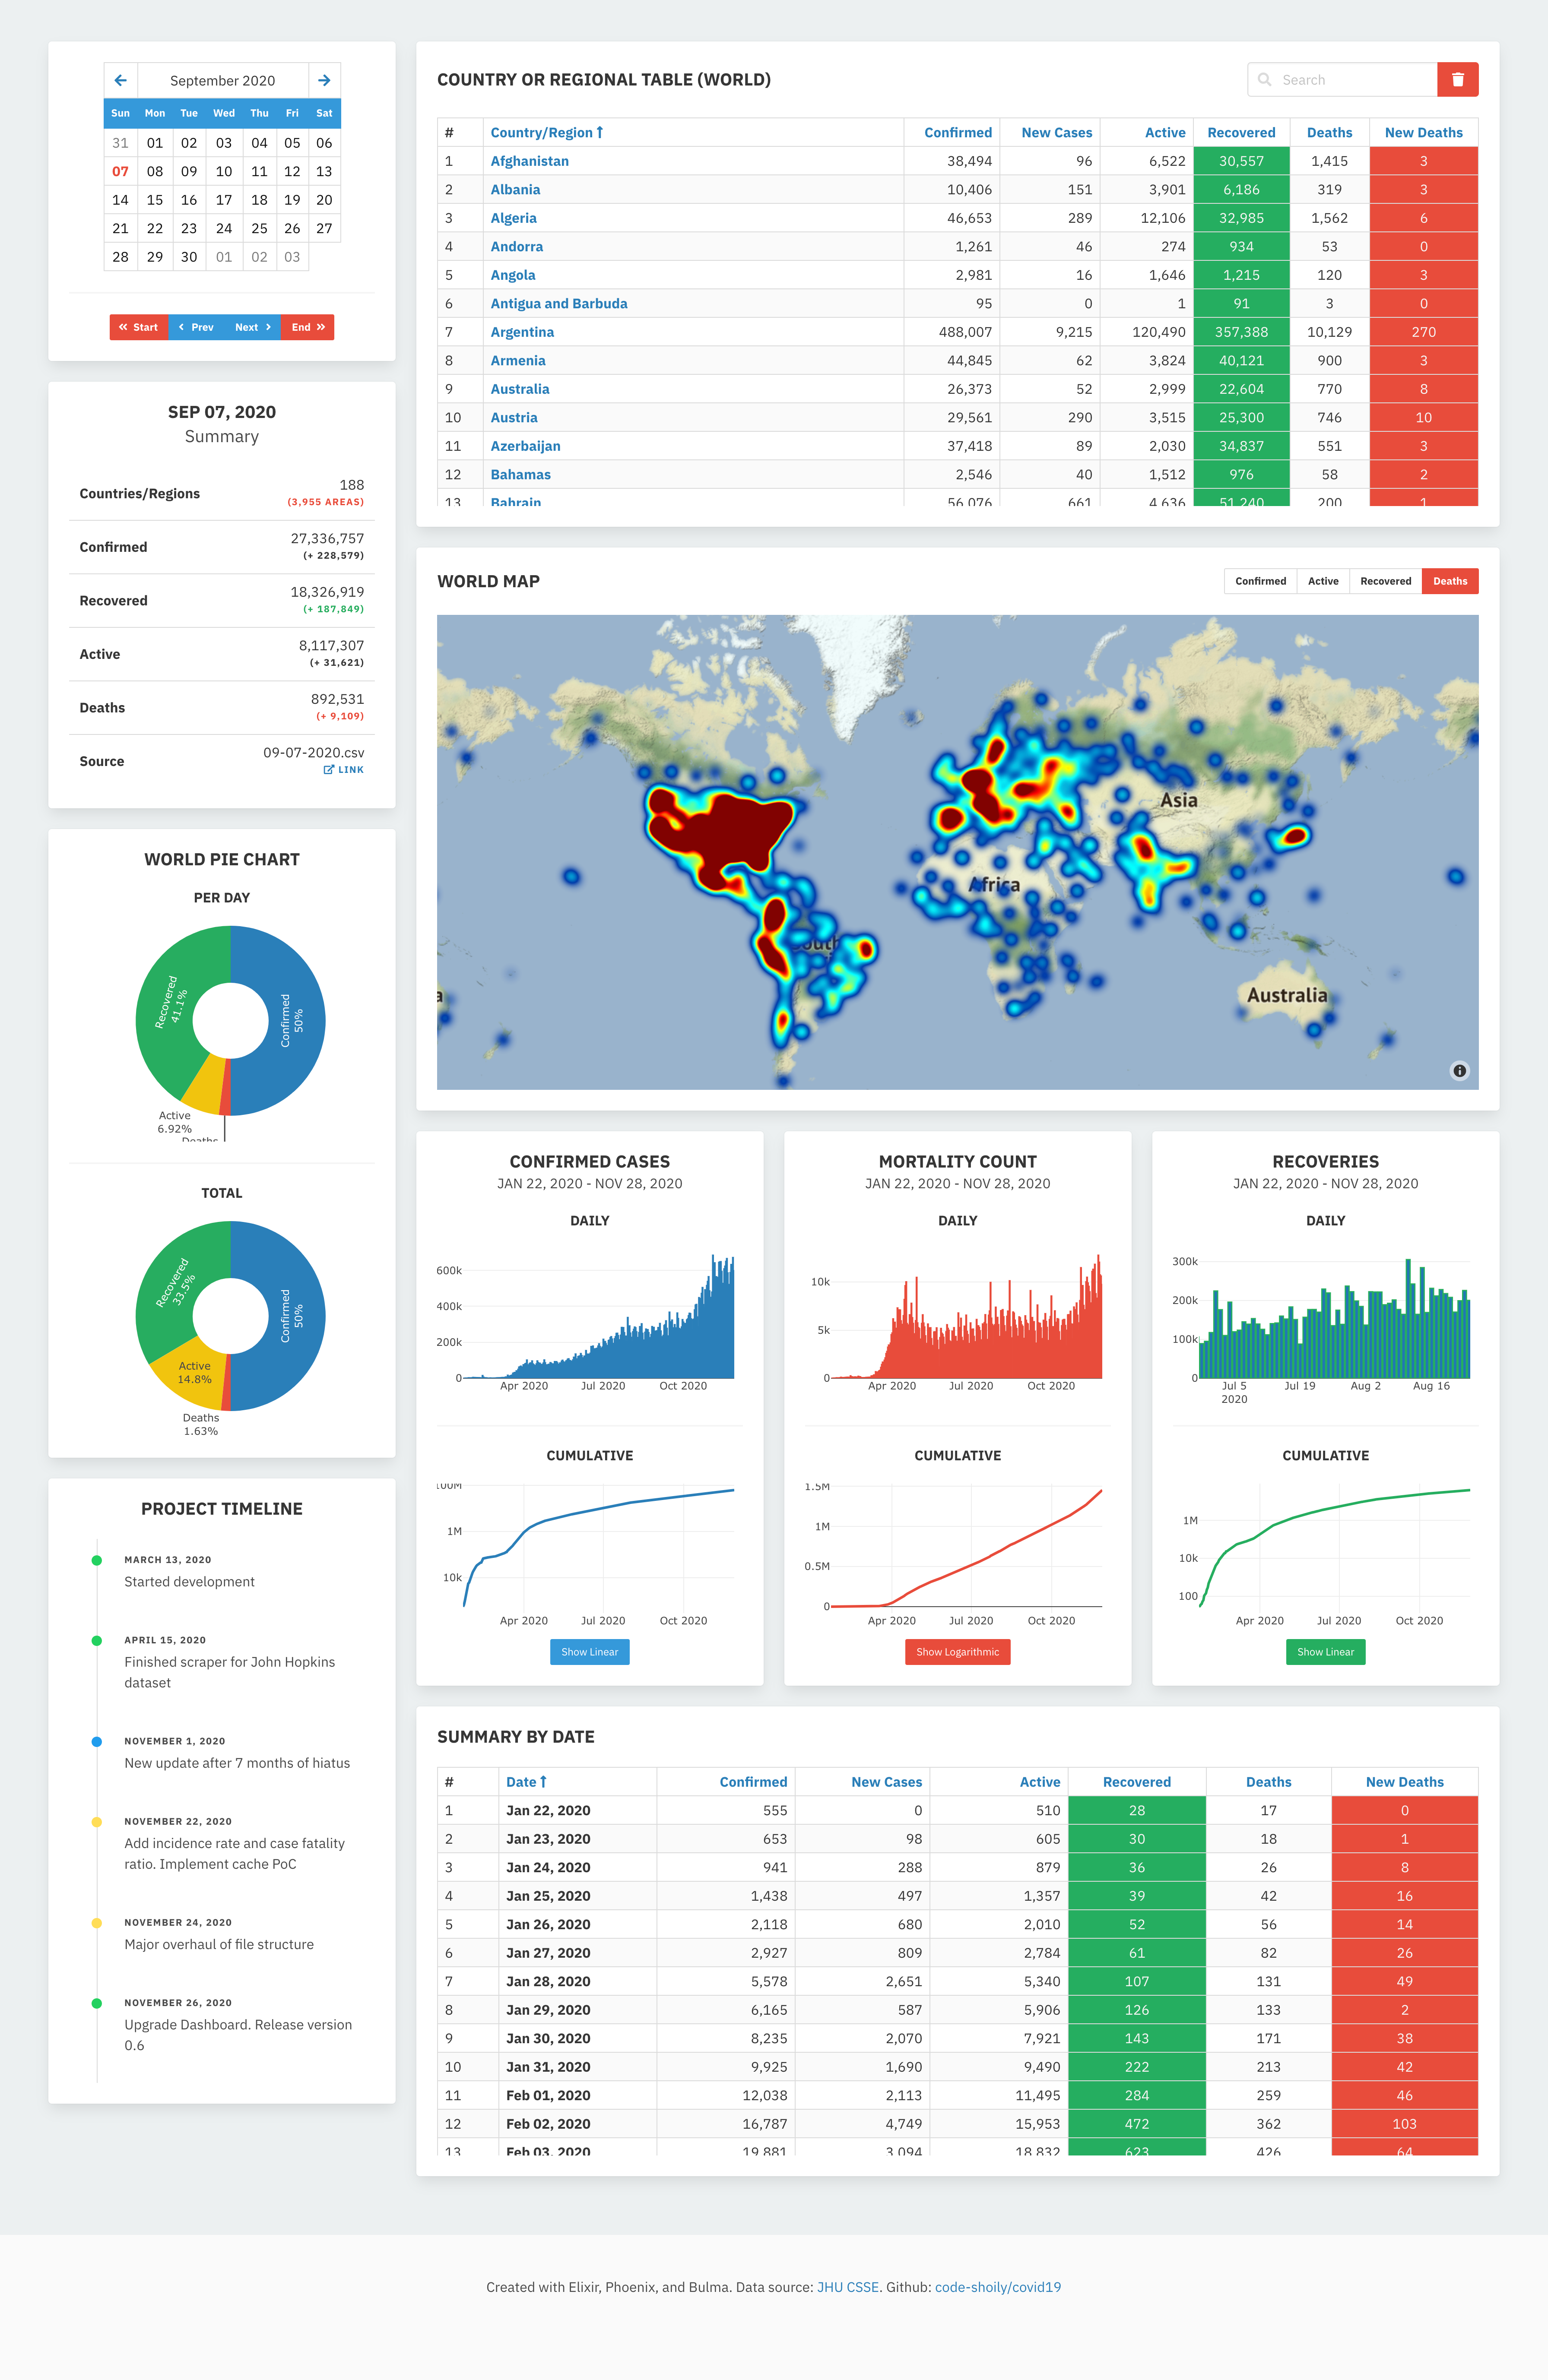 September 2020
Sun Mon Tue Wed Thu Fri Sat
31 01 02 03 04 05 06
07 08 09 10 11 12 13
14 15 16 17 18 19 20
21 22 23 24 25 26 27
28 29 30 01 02 03
Start Prev Next End
SEP 07, 2020
Summary
Countries/Regions 188
(3,955 AREAS)
Confirmed 27,336,757
(+ 228,579)
Recovered 18,326,919
(+ 187,849)
Active 8,117,307
(+ 31,621)
Deaths 892,531
(+ 9,109)
Source 09-07-2020.csv
LINK
WORLD PIE CHART
PER DAY
Recovered
41.1%
Confirmed
50%
Active
6.92%
Deaths
TOTAL
Recovered
33.5%
Confirmed
50%
Active
14.8%
Deaths
1.63%
PROJECT TIMELINE
MARCH 13, 2020
Started development
APRIL 15, 2020
Finished scraper for John Hopkins
dataset
NOVEMBER 1, 2020
New update after 7 months of hiatus
NOVEMBER 22, 2020
Add incidence rate and case fatality
ratio. Implement cache PoC
NOVEMBER 24, 2020
Major overhaul of file structure
NOVEMBER 26, 2020
Upgrade Dashboard. Release version
0.6
COUNTRY OR REGIONAL TABLE (WORLD)
Search
# Country/Region Confirmed New Cases Active Recovered Deaths New Deaths
1 Afghanistan 38,494 96 6,522 30,557 1,415 3
2 Albania 10,406 151 3,901 6,186 319 3
3 Algeria 46,653 289 12,106 32,985 1,562 6
4 Andorra 1,261 46 274 934 53 0
5 Angola 2,981 16 1,646 1,215 120 3
6 Antigua and Barbuda 95 0 1 91 3 0
7 Argentina 488,007 9,215 120,490 357,388 10,129 270
8 Armenia 44,845 62 3,824 40,121 900 3
9 Australia 26,373 52 2,999 22,604 770 8
10 Austria 29,561 290 3,515 25,300 746 10
11 Azerbaijan 37,418 89 2,030 34,837 551 3
12 Bahamas 2,546 40 1,512 976 58 2
13 Bahrain 56,076 661 4,636 51,240 200 1
WORLD MAP
Confirmed Active Recovered Deaths
Asia
Africa
South
Australia
a
CONFIRMED CASES
JAN 22, 2020 - NOV 28, 2020
DAILY
600k
400k
200k
0
Apr 2020 Jul 2020 Oct 2020
CUMULATIVE
100M
1M
10k
Apr 2020 Jul 2020 Oct 2020
Show Linear
MORTALITY COUNT
JAN 22, 2020 - NOV 28, 2020
DAILY
10k
5k
0
Apr 2020 Jul 2020 Oct 2020
CUMULATIVE
1.5M
1M
0.5M
0
Apr 2020 Jul 2020 Oct 2020
Show Logarithmic
RECOVERIES
JAN 22, 2020 - NOV 28, 2020
DAILY
300k
200k
100k
0
Jul 5 Jul 19 Aug 2 Aug 16
2020
CUMULATIVE
1M
10k
100
Apr 2020 Jul 2020 Oct 2020
Show Linear
SUMMARY BY DATE
# Date Confirmed New Cases Active Recovered Deaths New Deaths
1 Jan 22, 2020 555 0 510 28 17 0
2 Jan 23, 2020 653 98 605 30 18 1
3 Jan 24, 2020 941 288 879 36 26 8
4 Jan 25, 2020 1,438 497 1,357 39 42 16
5 Jan 26, 2020 2,118 680 2,010 52 56 14
6 Jan 27, 2020 2,927 809 2,784 61 82 26
7 Jan 28, 2020 5,578 2,651 5,340 107 131 49
8 Jan 29, 2020 6,165 587 5,906 126 133 2
9 Jan 30, 2020 8,235 2,070 7,921 143 171 38
10 Jan 31, 2020 9,925 1,690 9,490 222 213 42
11 Feb 01, 2020 12,038 2,113 11,495 284 259 46
12 Feb 02, 2020 16,787 4,749 15,953 472 362 103
13 Feb 03, 2020 19,881 3,094 18,832 623 426 64
Created with Elixir, Phoenix, and Bulma. Data source: JHU CSSE. Github: code-shoily/covid19